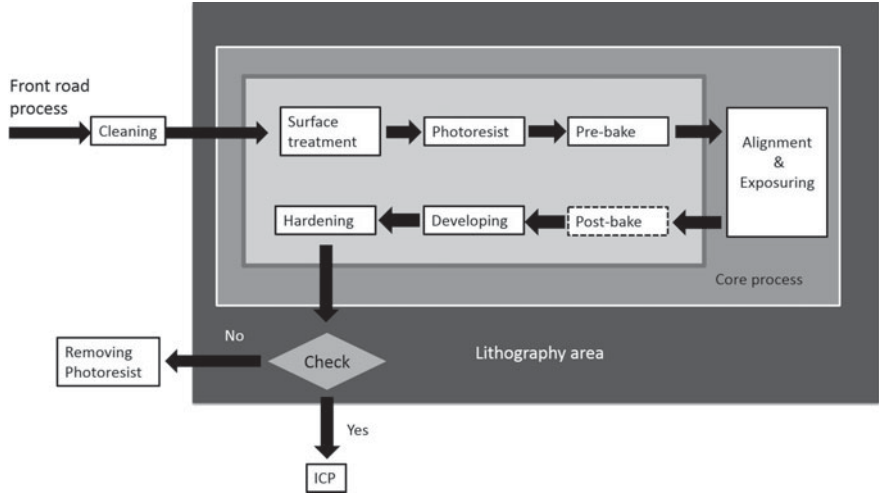 Front road
process
Cleaning
Surface
treatment
Photoresist
Pre-bake
Alignment
&
Exposuring
Hardening
Developing
Post-bake
Core process
No
Removing
Photoresist
Check
Lithography area
Yes
ICP